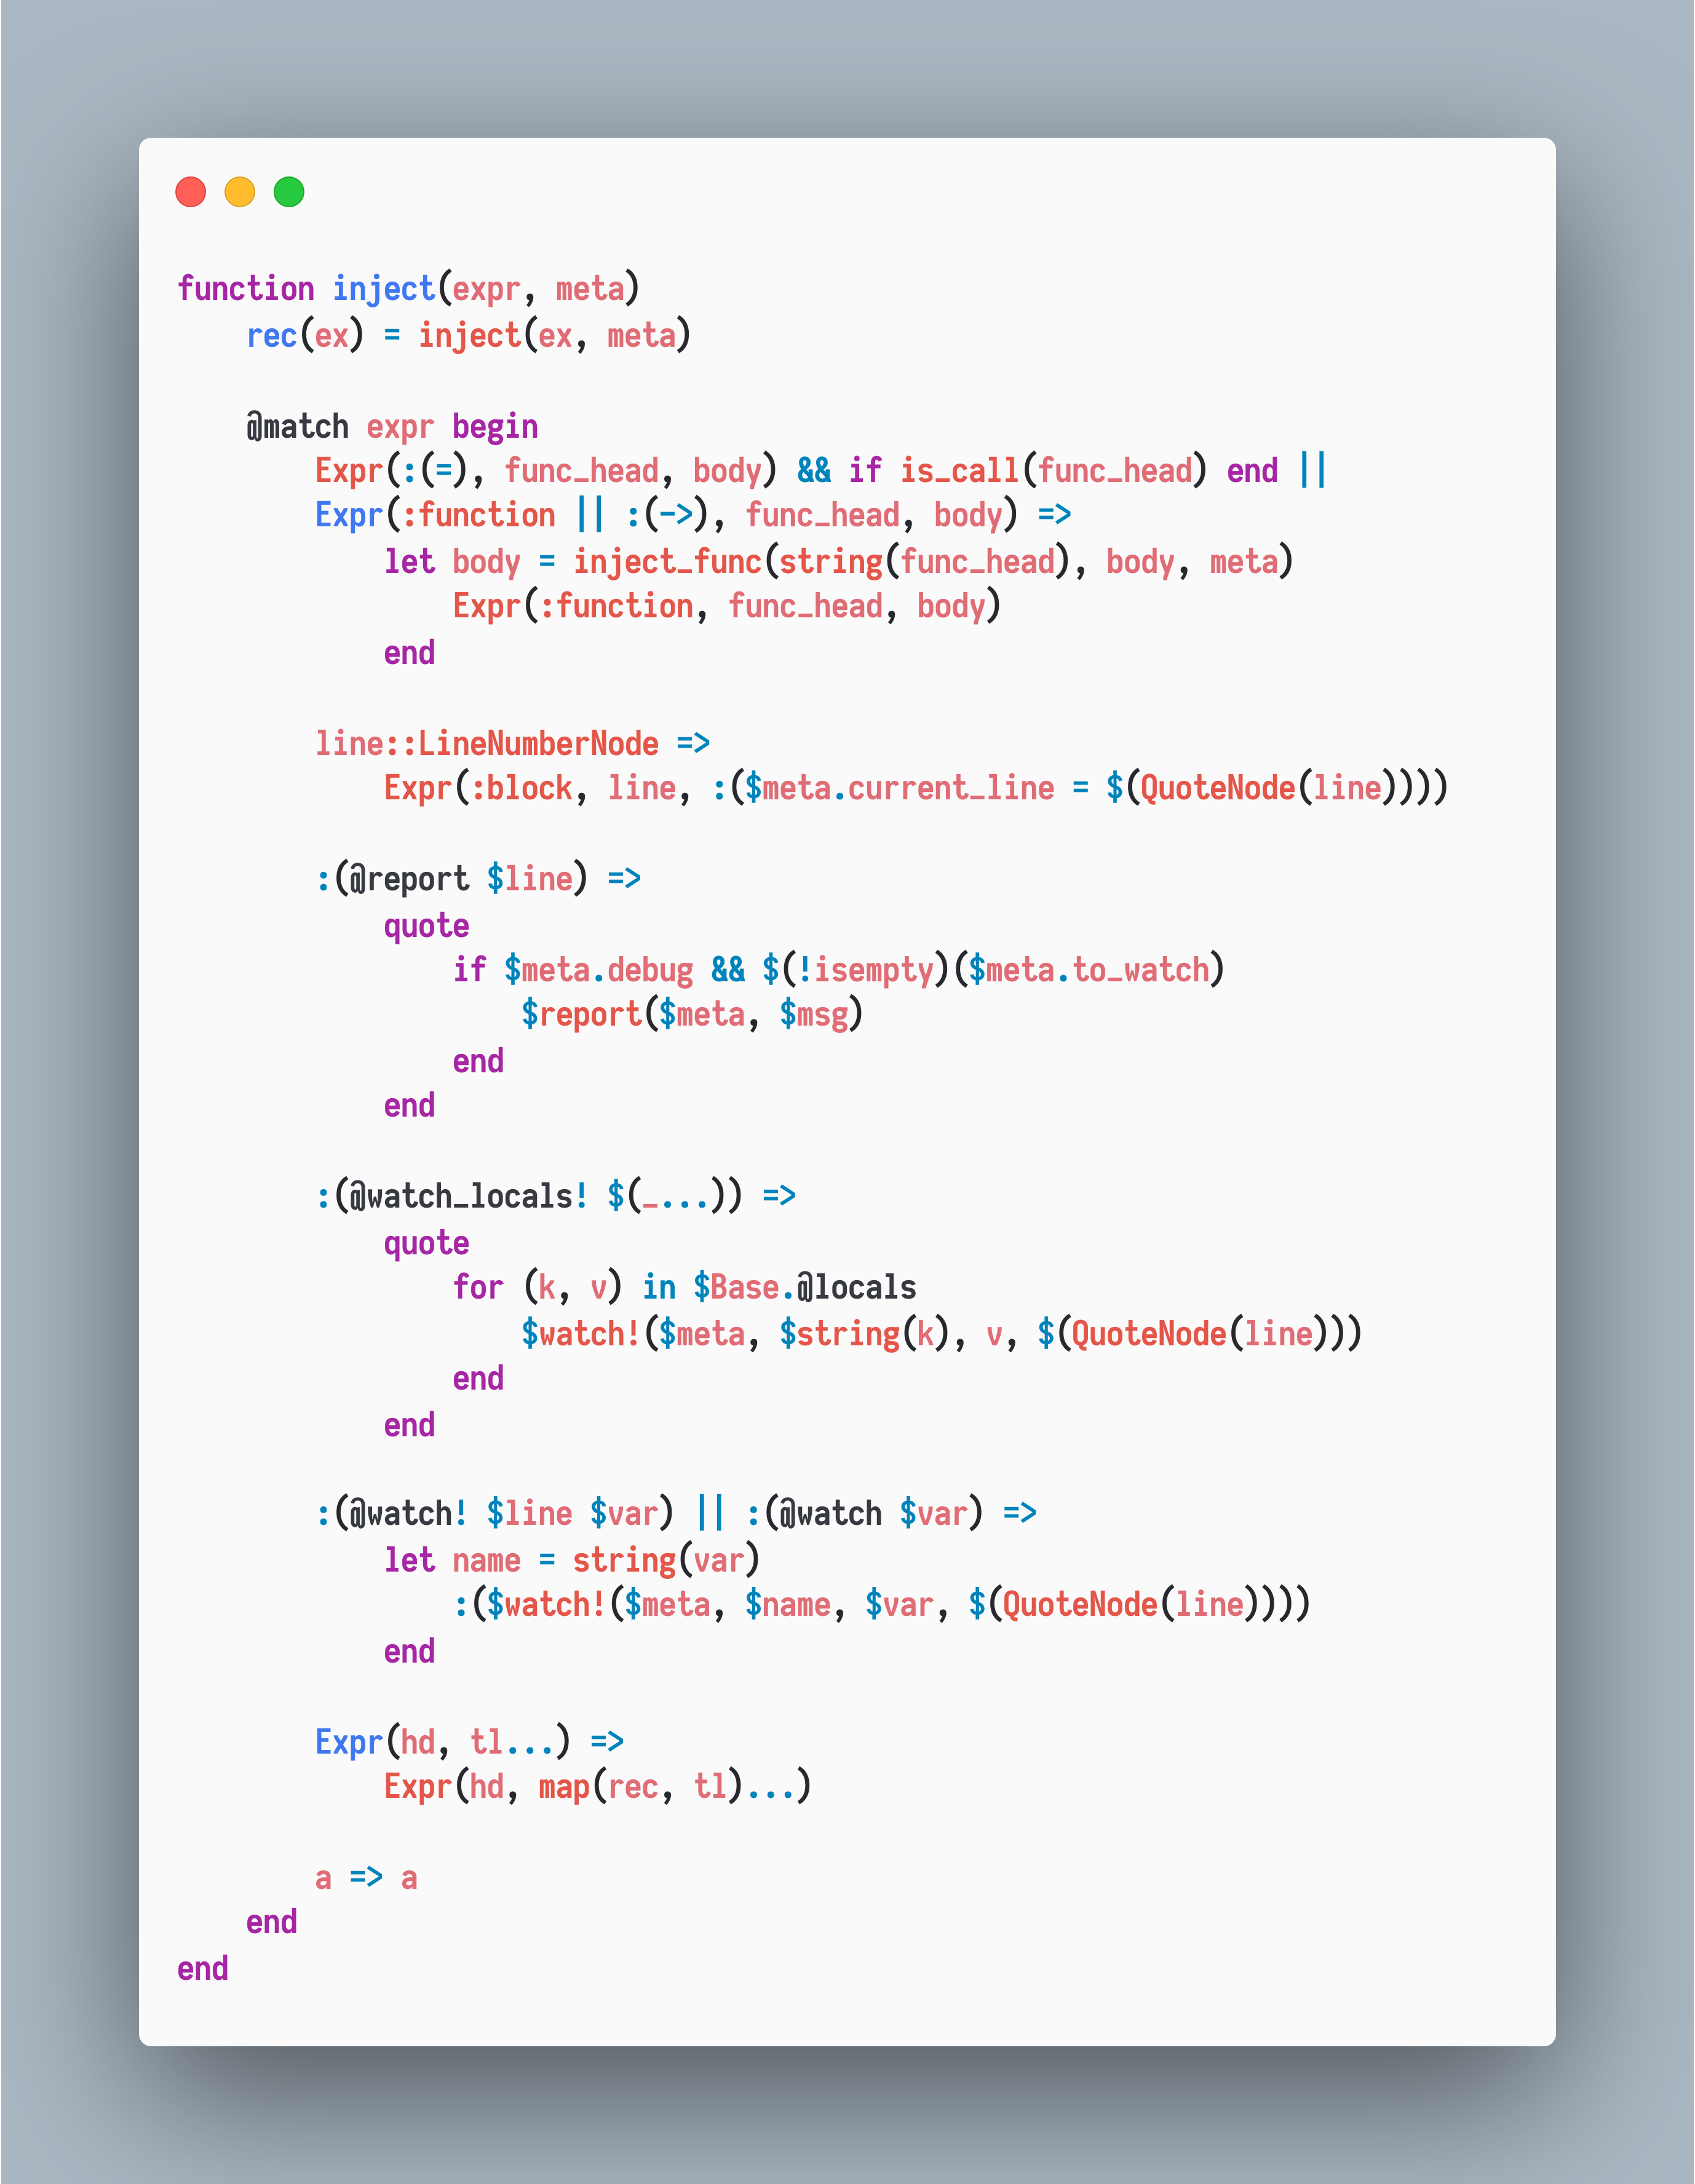 function inject(expr, meta)
    rec(ex) = inject(ex, meta)

    @match expr begin
        Expr(:(=), func_head, body) && if is_call(func_head) end ||
        Expr(:function || :(->), func_head, body) =>
            let body = inject_func(string(func_head), body, meta)
                Expr(:function, func_head, body)
            end

        line::LineNumberNode =>
            Expr(:block, line, :($meta.current_line = $(QuoteNode(line))))

        :(@report $line) =>
            quote
                if $meta.debug && $(!isempty)($meta.to_watch)
                    $report($meta, $msg)
                end
            end

        :(@watch_locals! $(_...)) =>
            quote
                for (k, v) in $Base.@locals
                    $watch!($meta, $string(k), v, $(QuoteNode(line)))
                end
            end

        :(@watch! $line $var) || :(@watch $var) =>
            let name = string(var)
                :($watch!($meta, $name, $var, $(QuoteNode(line))))
            end

        Expr(hd, tl...) =>
            Expr(hd, map(rec, tl)...)

        a => a
    end
end